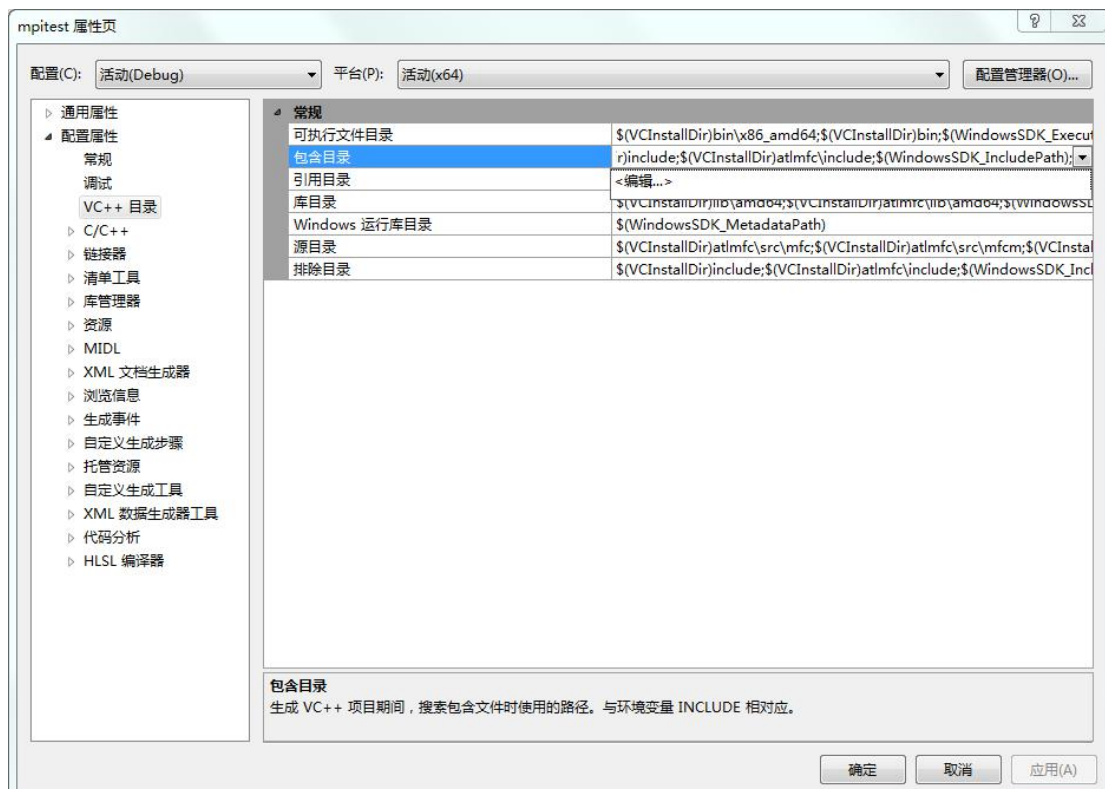 mpitest 属性页
配置(C): 活动(Debug) 平台(P): 活动(x64) 配置管理器(O)...
通用属性
配置属性
常规
调试
VC++ 目录
C/C++
链接器
清单工具
库管理器
资源
MIDL
XML 文档生成器
浏览信息
生成事件
自定义生成步骤
托管资源
自定义生成工具
XML 数据生成器工具
代码分析
HLSL 编译器
常规
可执行文件目录 $(VCInstallDir)bin\x86_amd64;$(VCInstallDir)bin;$(WindowsSDK_Execut
包含目录 r)include;$(VCInstallDir)atlmfc\include;$(WindowsSDK_IncludePath);
引用目录 <编辑...>
库目录 $(VCInstallDir)lib\amd64;$(VCInstallDir)atlmfc\lib\amd64;$(WindowsSD
Windows 运行库目录 $(WindowsSDK_MetadataPath)
源目录 $(VCInstallDir)atlmfc\src\mfc;$(VCInstallDir)atlmfc\src\mfcm;$(VCInstal
排除目录 $(VCInstallDir)include;$(VCInstallDir)atlmfc\include;$(WindowsSDK_Incl
包含目录
生成 VC++ 项目期间，搜索包含文件时使用的路径。与环境变量 INCLUDE 相对应。
确定 取消 应用(A)